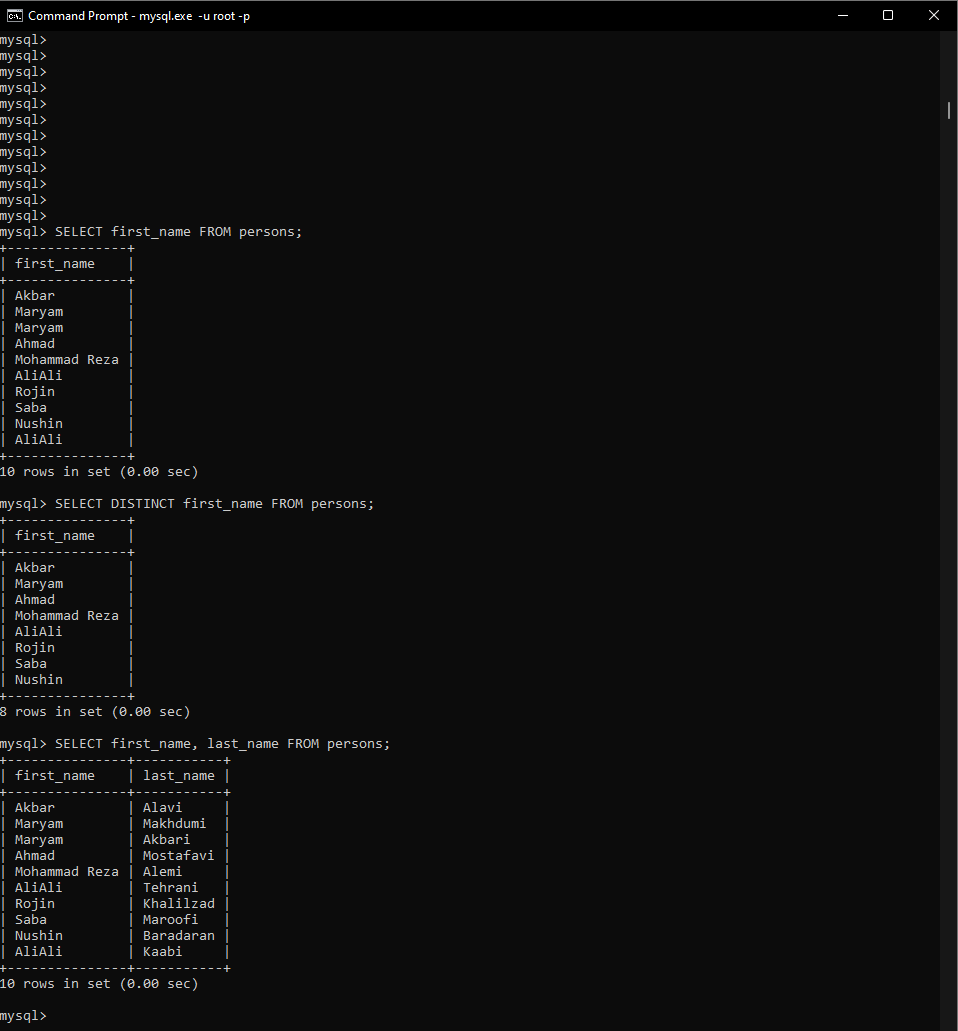 Command Prompt - mysql.exe  -u root -p
mysql>
mysql>
mysql>
mysql>
mysql>
mysql>
mysql>
mysql>
mysql>
mysql>
mysql>
mysql>
mysql> SELECT first_name FROM persons;
+---------------+
| first_name    |
+---------------+
| Akbar         |
| Maryam        |
| Maryam        |
| Ahmad         |
| Mohammad Reza |
| AliAli        |
| Rojin         |
| Saba          |
| Nushin        |
| AliAli        |
+---------------+
10 rows in set (0.00 sec)

mysql> SELECT DISTINCT first_name FROM persons;
+---------------+
| first_name    |
+---------------+
| Akbar         |
| Maryam        |
| Ahmad         |
| Mohammad Reza |
| AliAli        |
| Rojin         |
| Saba          |
| Nushin        |
+---------------+
8 rows in set (0.00 sec)

mysql> SELECT first_name, last_name FROM persons;
+---------------+-----------+
| first_name    | last_name |
+---------------+-----------+
| Akbar         | Alavi     |
| Maryam        | Makhdumi  |
| Maryam        | Akbari    |
| Ahmad         | Mostafavi |
| Mohammad Reza | Alemi     |
| AliAli        | Tehrani   |
| Rojin         | Khalilzad |
| Saba          | Maroofi   |
| Nushin        | Baradaran |
| AliAli        | Kaabi     |
+---------------+-----------+
10 rows in set (0.00 sec)

mysql>